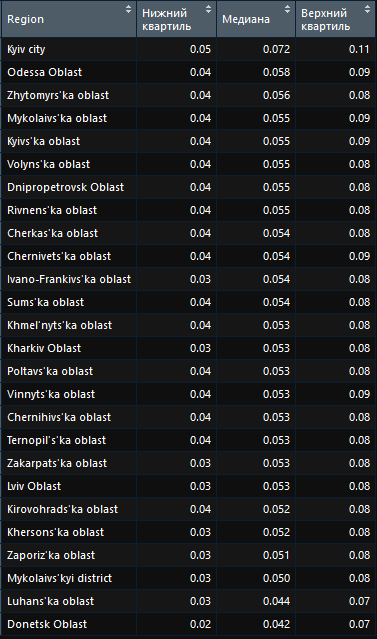 Region Нижний квартиль Медиана Верхний квартиль
Kyiv city 0.05 0.072 0.11
Odessa Oblast 0.04 0.058 0.09
Zhytomyrs'ka oblast 0.04 0.056 0.08
Mykolaivs'ka oblast 0.04 0.055 0.09
Kyivs'ka oblast 0.04 0.055 0.09
Volyns'ka oblast 0.04 0.055 0.08
Dnipropetrovsk Oblast 0.04 0.055 0.08
Rivnens'ka oblast 0.04 0.055 0.08
Cherkas'ka oblast 0.04 0.054 0.08
Chernivets'ka oblast 0.04 0.054 0.09
Ivano-Frankivs'ka oblast 0.03 0.054 0.08
Sums'ka oblast 0.04 0.054 0.08
Khmel'nyts'ka oblast 0.04 0.053 0.08
Kharkiv Oblast 0.03 0.053 0.08
Poltavs'ka oblast 0.04 0.053 0.08
Vinnyts'ka oblast 0.04 0.053 0.09
Chernihivs'ka oblast 0.04 0.053 0.08
Ternopil's'ka oblast 0.04 0.053 0.08
Zakarpats'ka oblast 0.03 0.053 0.08
Lviv Oblast 0.03 0.053 0.08
Kirovohrads'ka oblast 0.04 0.052 0.08
Khersons'ka oblast 0.03 0.052 0.08
Zaporiz'ka oblast 0.03 0.051 0.08
Mykolaivs'kyi district 0.03 0.050 0.08
Luhans'ka oblast 0.03 0.044 0.07
Donetsk Oblast 0.02 0.042 0.07